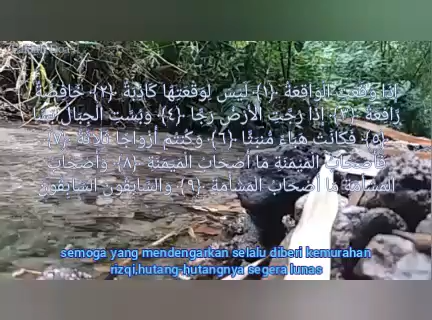 إِذَا وَقَعَتِ الْوَاقِعَةُ ﴿١﴾ لَيْسَ لِوَقْعَتِهَا كَاذِبَةٌ ﴿٢﴾ خَافِضَةٌ
رَّافِعَةٌ ﴿٣﴾ إِذَا رُجَّتِ الْأَرْضُ رَجًّا ﴿٤﴾ وَبُسَّتِ الْجِبَالُ بَسًّا
﴿٥﴾ فَكَانَتْ هَبَاءً مُّنبَثًّا ﴿٦﴾ وَكُنتُمْ أَزْوَاجًا ثَلَاثَةً ﴿٧﴾
فَأَصْحَابُ الْمَيْمَنَةِ مَا أَصْحَابُ الْمَيْمَنَةِ ﴿٨﴾ وَأَصْحَابُ
الْمَشْأَمَةِ مَا أَصْحَابُ الْمَشْأَمَةِ ﴿٩﴾ وَالسَّابِقُونَ السَّابِقُونَ
semoga yang mendengarkan selalu diberi kemurahan
rizqi,hutang-hutangnya segera lunas